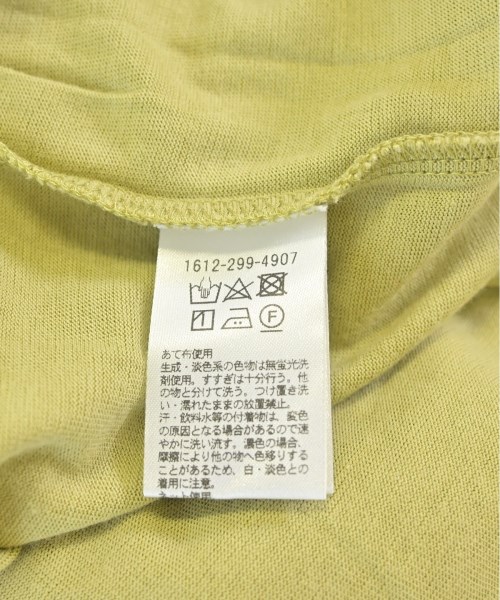 1612-299-4907
F
あて布使用
生成・淡色系の色物は無蛍光洗
剤使用。すすぎは十分行う。他
の物と分けて洗う。つけ置き洗
い・濡れたままの放置禁止。
汗・飲料水等の付着物は、変色
の原因となる場合があるので速
やかに洗い流す。濃色の場合、
摩擦により他の物へ色移りする
ことがあるため、白・淡色との
着用に注意。
ネット使用